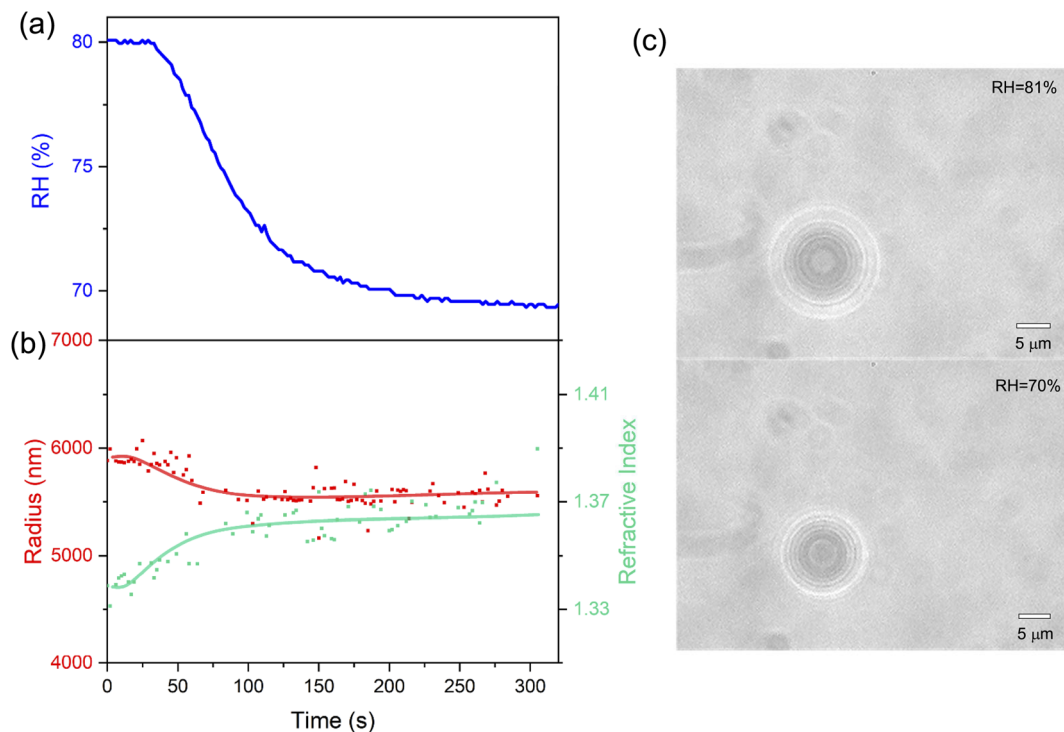 (a)
80
75
70
RH (%)
7000
(b)
6000
5000
4000
Radius (nm)
1.41
1.37
1.33
Refractive Index
0 50 100 150 200 250 300
Time (s)
(c)
RH=81%
5 μm
RH=70%
5 μm